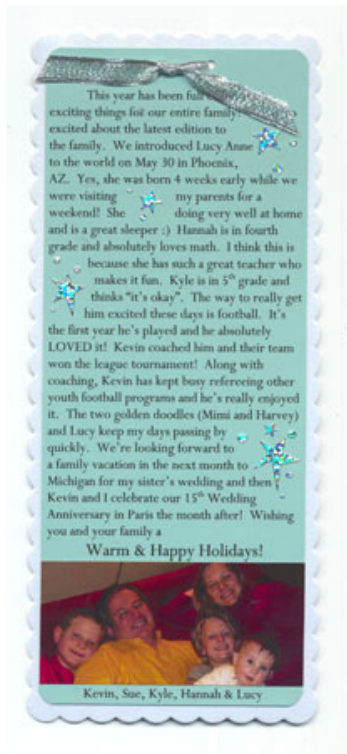 This year has been full
exciting things for our entire family.
excited about the latest edition to
the family. We introduced Lucy Anne
to the world on May 30 in Phoenix,
AZ. Yes, she was born 4 weeks early while we
were visiting my parents for a
weekend! She doing very well at home
and is a great sleeper :) Hannah is in fourth
grade and absolutely loves math. I think this is
because she has such a great teacher who
makes it fun. Kyle is in 5th grade and
thinks "it's okay". The way to really get
him excited these days is football. It's
the first year he's played and he absolutely
LOVED it! Kevin coached him and their team
won the league tournament! Along with
coaching, Kevin has kept busy refereeing other
youth football programs and he's really enjoyed
it. The two golden doodles (Mimi and Harvey)
and Lucy keep my days passing by
quickly. We're looking forward to
a family vacation in the next month to
Michigan for my sister's wedding and then
Kevin and I celebrate our 15th Wedding
Anniversary in Paris the month after! Wishing
you and your family a
Warm & Happy Holidays!
Kevin, Sue, Kyle, Hannah & Lucy